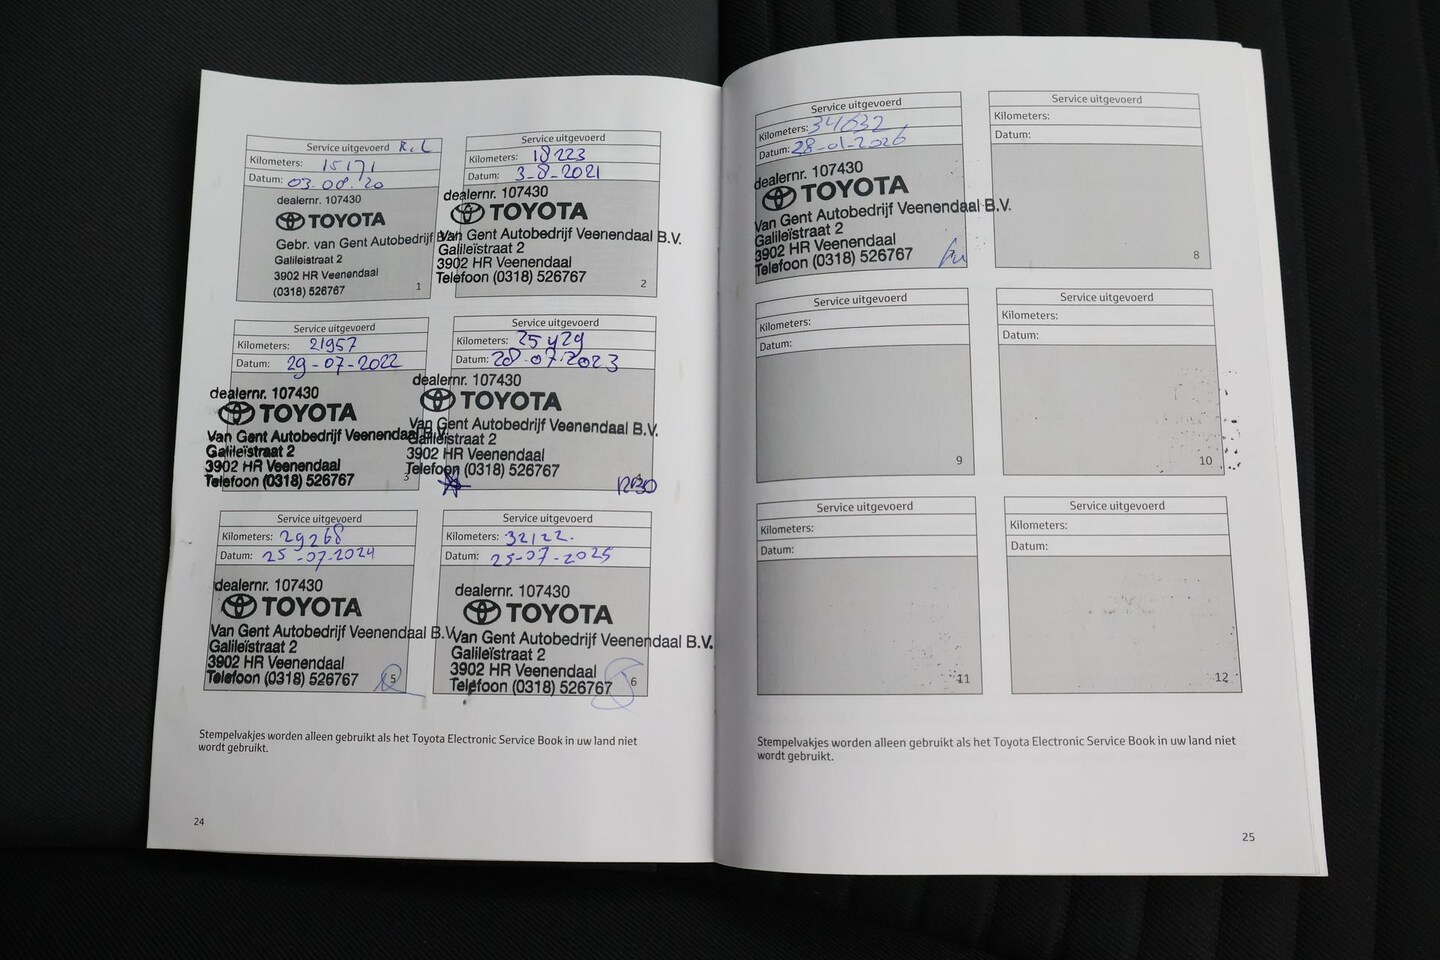 Service uitgevoerd R.L
Kilometers: 15171
Datum: 03-08-20
dealernr. 107430
TOYOTA
Gebr. van Gent Autobedrijf
Galileistraat 2
3902 HR Veenendaal
(0318) 526767
1
Service uitgevoerd
Kilometers: 18223
Datum: 3-8-2021
dealernr. 107430
TOYOTA
Van Gent Autobedrijf Veenendaal B.V.
Galileïstraat 2
3902 HR Veenendaal
Telefoon (0318) 526767
2
Service uitgevoerd
Kilometers: 21957
Datum: 29-07-2022
dealernr. 107430
TOYOTA
Van Gent Autobedrijf Veenendaal B.V.
Galileïstraat 2
3902 HR Veenendaal
Telefoon (0318) 526767
3
Service uitgevoerd
Kilometers: 25429
Datum: 28-07-2023
dealernr. 107430
TOYOTA
Van Gent Autobedrijf Veenendaal B.V.
Galileïstraat 2
3902 HR Veenendaal
Telefoon (0318) 526767
Service uitgevoerd
Kilometers: 29268
Datum: 25-07-2024
dealernr. 107430
TOYOTA
Van Gent Autobedrijf Veenendaal B.V.
Galileïstraat 2
3902 HR Veenendaal
Telefoon (0318) 526767
5
Service uitgevoerd
Kilometers: 32122.
Datum: 25-07-2025
dealernr. 107430
TOYOTA
Van Gent Autobedrijf Veenendaal B.V.
Galileïstraat 2
3902 HR Veenendaal
Telefoon (0318) 526767
6
Stempelvakjes worden alleen gebruikt als het Toyota Electronic Service Book in uw land niet
wordt gebruikt.
24
Service uitgevoerd
Kilometers: 34632
Datum: 28-01-2026
dealernr. 107430
TOYOTA
Van Gent Autobedrijf Veenendaal B.V.
Galileïstraat 2
3902 HR Veenendaal
Telefoon (0318) 526767
Service uitgevoerd
Kilometers:
Datum:
8
Service uitgevoerd
Kilometers:
Datum:
9
Service uitgevoerd
Kilometers:
Datum:
10
Service uitgevoerd
Kilometers:
Datum:
11
Service uitgevoerd
Kilometers:
Datum:
12
Stempelvakjes worden alleen gebruikt als het Toyota Electronic Service Book in uw land niet
wordt gebruikt.
25